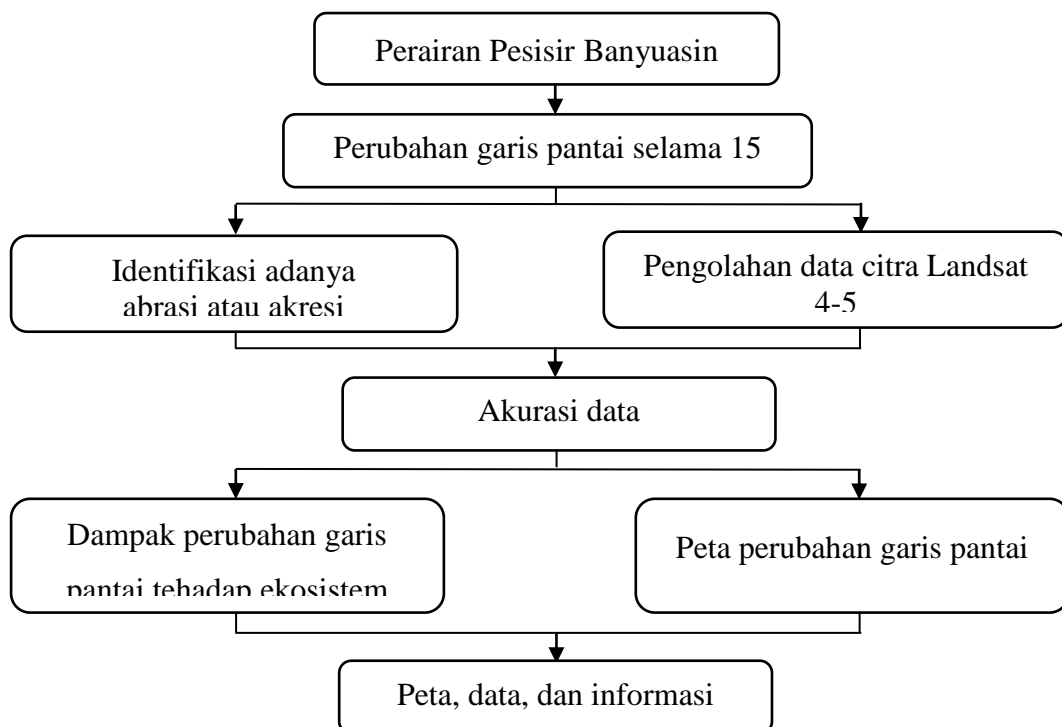 Perairan Pesisir Banyuasin
Perubahan garis pantai selama 15
Identifikasi adanya
abrasi atau akresi
Pengolahan data citra Landsat
4-5
Akurasi data
Dampak perubahan garis
pantai tehadap ekosistem
Peta perubahan garis pantai
Peta, data, dan informasi